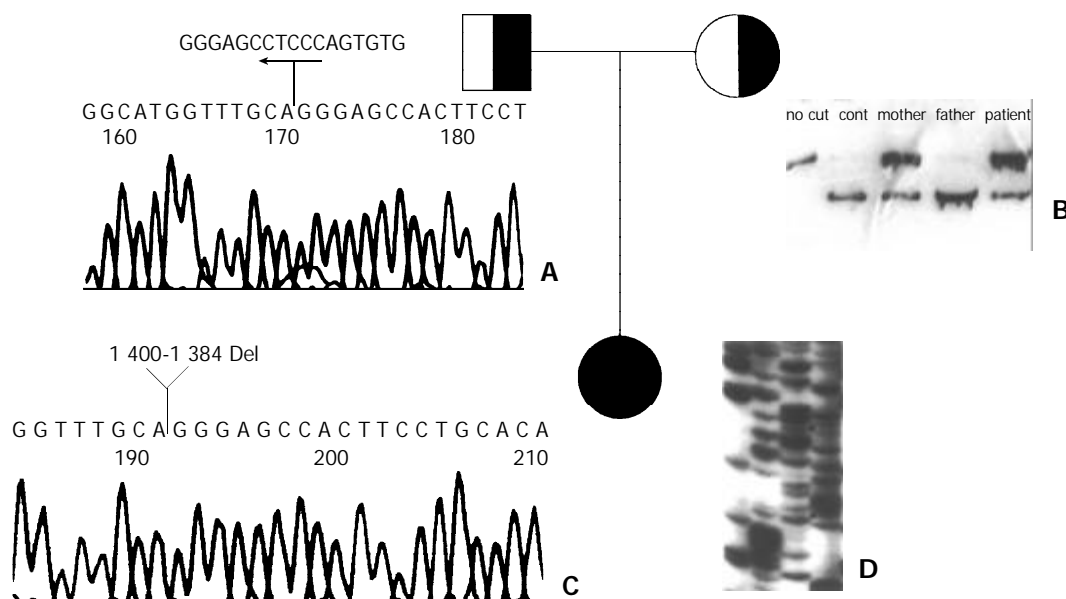 GGGAGCCTCCCAGTGTG
GGCATGGTTTGCAGGGAGCCACTTCCT
160 170 180
A
no cut cont mother father patient
B
1 400-1 384 Del
GGTTTGCAGGGAGCCACTTCCTGCACA
190 200 210
C
D